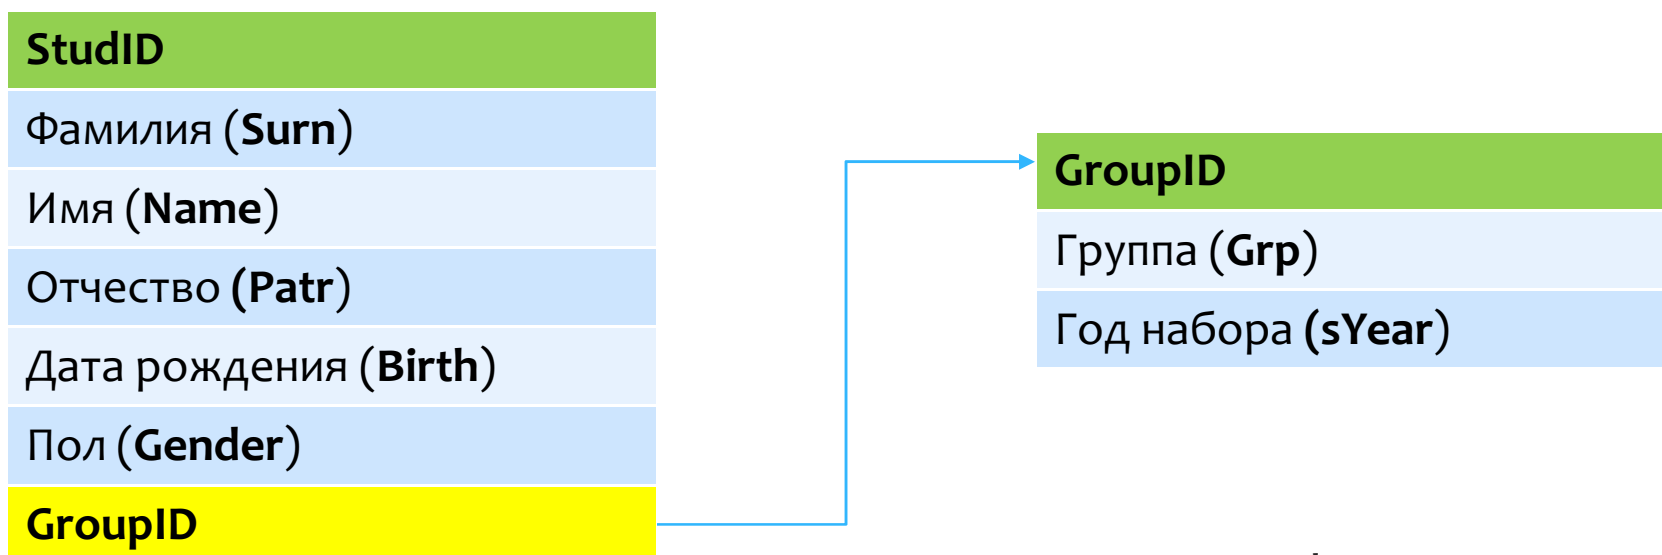 StudID
Фамилия (Surn)
Имя (Name)
Отчество (Patr)
Дата рождения (Birth)
Пол (Gender)
GroupID
GroupID
Группа (Grp)
Год набора (sYear)